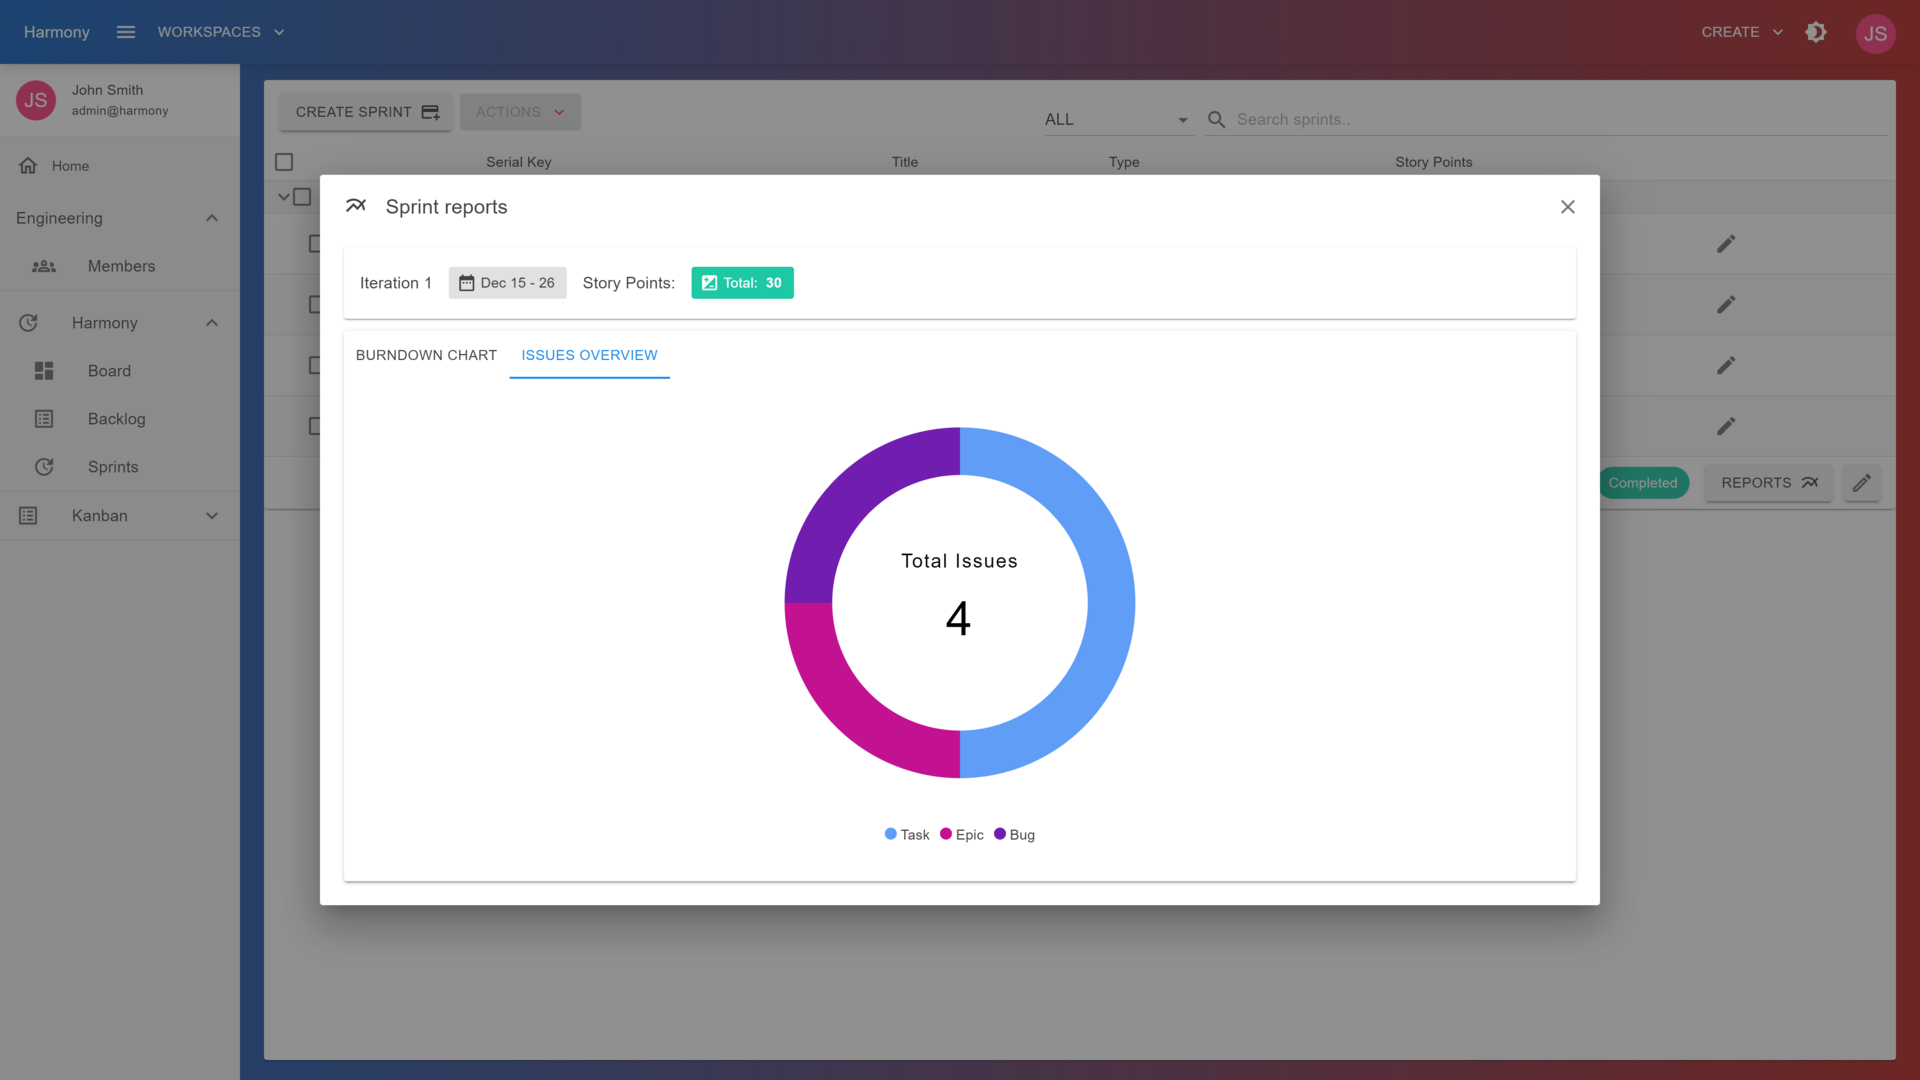 Harmony
WORKSPACES
CREATE
JS
JS
John Smith
admin@harmony
Home
Engineering
Members
Harmony
Board
Backlog
Sprints
Kanban
CREATE SPRINT
ACTIONS
ALL
Search sprints..
Serial Key Title Type Story Points
Sprint reports
Iteration 1 Dec 15 - 26 Story Points: Total: 30
BURNDOWN CHART ISSUES OVERVIEW
Total Issues
4
Task Epic Bug
Completed REPORTS